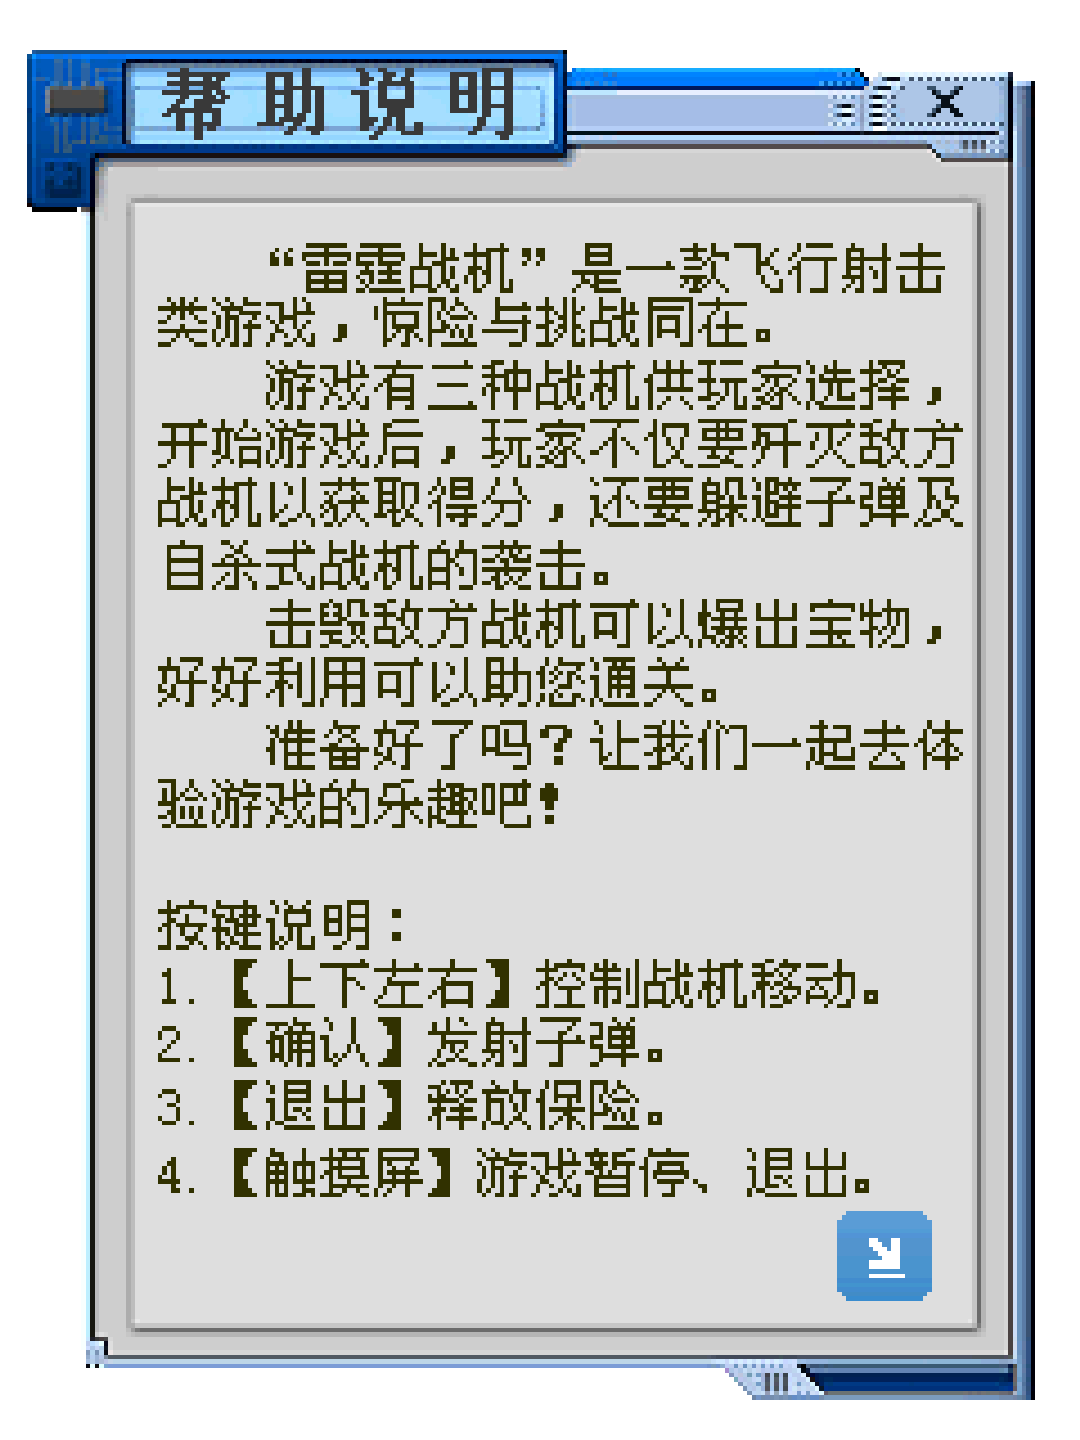 帮助说明
“雷霆战机”是一款飞行射击
类游戏，惊险与挑战同在。
游戏有三种战机供玩家选择，
开始游戏后，玩家不仅要歼灭敌方
战机以获取得分，还要躲避子弹及
自杀式战机的袭击。
击毁敌方战机可以爆出宝物，
好好利用可以助您通关。
准备好了吗？让我们一起去体
验游戏的乐趣吧！
按键说明：
1.【上下左右】控制战机移动。
2.【确认】发射子弹。
3.【退出】释放保险。
4.【触摸屏】游戏暂停、退出。